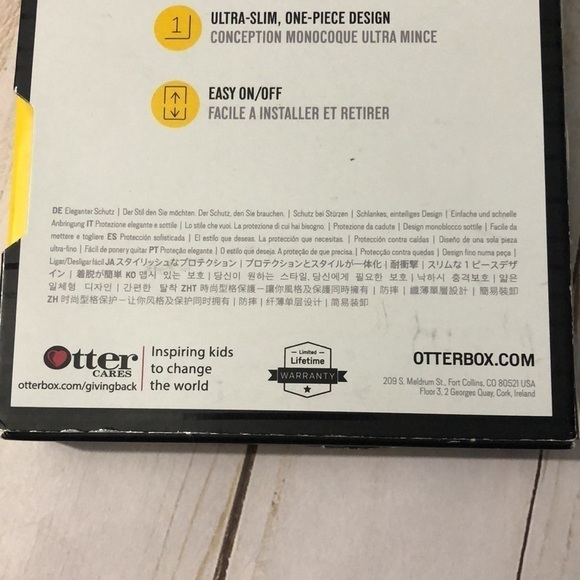 1
ULTRA-SLIM, ONE-PIECE DESIGN
CONCEPTION MONOCOQUE ULTRA MINCE
EASY ON/OFF
FACILE A INSTALLER ET RETIRER
DE Eleganter Schutz | Der Stil den Sie möchten. Der Schutz, den Sie brauchen. | Schutz bei Stürzen | Schlankes, einteiliges Design | Einfache und schnelle
Anbringung IT Protezione elegante e sottile | Lo stile che vuoi. La protezione di cui hai bisogno. | Protezione da cadute | Design monoblocco sottile | Facile da
mettere e togliere ES Protección sofisticada | El estilo que deseas. La protección que necesitas. | Protección contra caídas | Diseño de una sola pieza
ultra-fino | Fácil de poner y quitar PT Proteção elegante | O estilo que deseja. A proteção de que precisa. | Protecção contra quedas | Design fino numa peça |
Ligar/Desligar fácil JA スタイリッシュなプロテクション | プロテクションとスタイルが一体化 | 耐衝撃 | スリムな 1 ピースデザ
イン | 着脱が簡単 KO 맵시 있는 보호 | 당신이 원하는 스타일, 당신에게 필요한 보호 | 낙하시 충격보호 | 얇은
일체형 디자인 | 간편한 탈착 ZHT 時尚型格保護－讓你風格及保護同時擁有 | 防摔 | 纖薄單層設計 | 簡易裝卸
ZH 时尚型格保护－让你风格及保护同时拥有 | 防摔 | 纤薄单层设计 | 简易装卸
Otter
CARES
otterbox.com/givingback
Inspiring kids
to change
the world
Limited
Lifetime
WARRANTY
OTTERBOX.COM
209 S. Meldrum St., Fort Collins, CO 80521 USA
Floor 3, 2 Georges Quay, Cork, Ireland